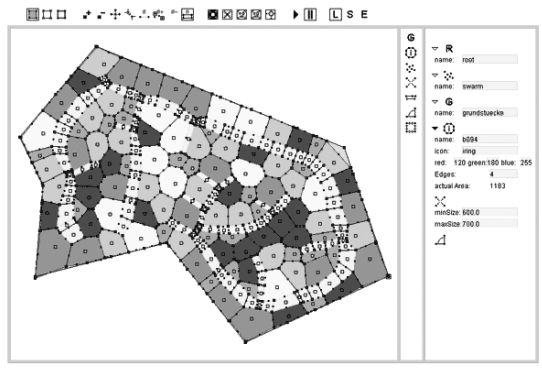 L S E
G
R
name: root
name: swarm
G
name: grundstuecke
name: b094
icon: iring
red: 120 green:180 blue: 255
Edges: 4
actual Area: 1183
minSize: 600.0
maxSize: 700.0